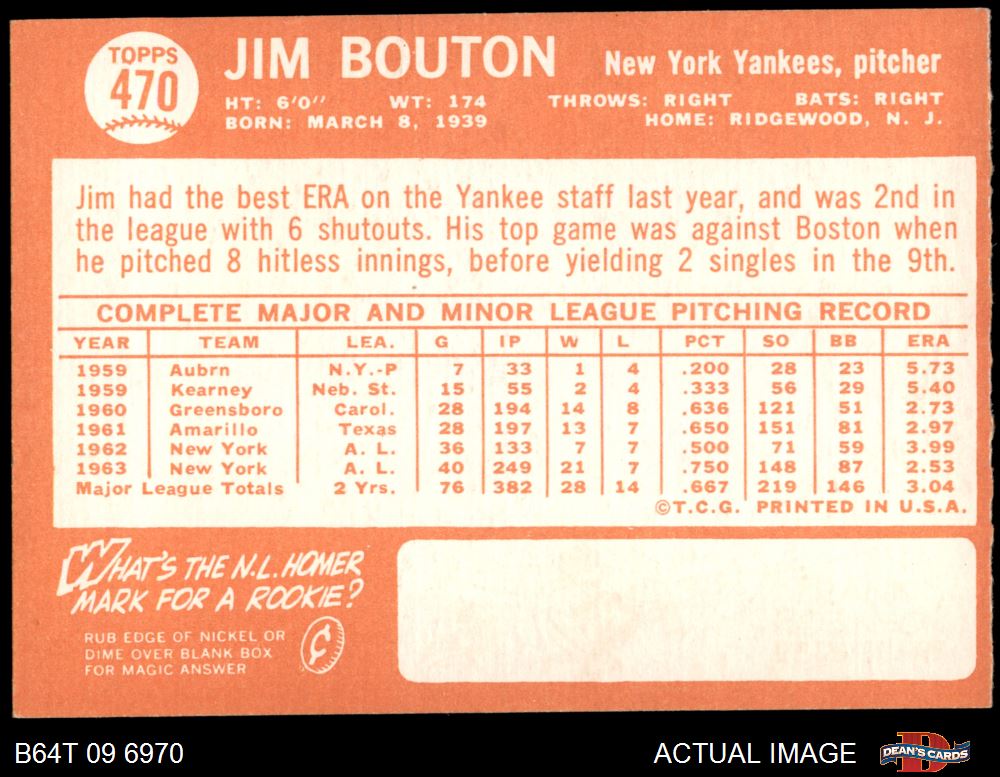 TOPPS
470
JIM BOUTON
New York Yankees, pitcher
HT: 6'0" WT: 174 THROWS: RIGHT BATS: RIGHT
BORN: MARCH 8, 1939 HOME: RIDGEWOOD, N. J.
Jim had the best ERA on the Yankee staff last year, and was 2nd in
the league with 6 shutouts. His top game was against Boston when
he pitched 8 hitless innings, before yielding 2 singles in the 9th.
COMPLETE MAJOR AND MINOR LEAGUE PITCHING RECORD
YEAR TEAM LEA. G IP W L PCT SO BB ERA
1959 Aubrn N.Y.-P 7 33 1 4 .200 28 23 5.73
1959 Kearney Neb. St. 15 55 2 4 .333 56 29 5.40
1960 Greensboro Carol. 28 194 14 8 .636 121 51 2.73
1961 Amarillo Texas 28 197 13 7 .650 151 81 2.97
1962 New York A. L. 36 133 7 7 .500 71 59 3.99
1963 New York A. L. 40 249 21 7 .750 148 87 2.53
Major League Totals 2 Yrs. 76 382 28 14 .667 219 146 3.04
©T.C.G. PRINTED IN U.S.A.
WHAT'S THE N.L. HOMER
MARK FOR A ROOKIE?
RUB EDGE OF NICKEL OR
DIME OVER BLANK BOX
FOR MAGIC ANSWER
¢
B64T 09 6970
ACTUAL IMAGE
D
DEAN'S CARDS